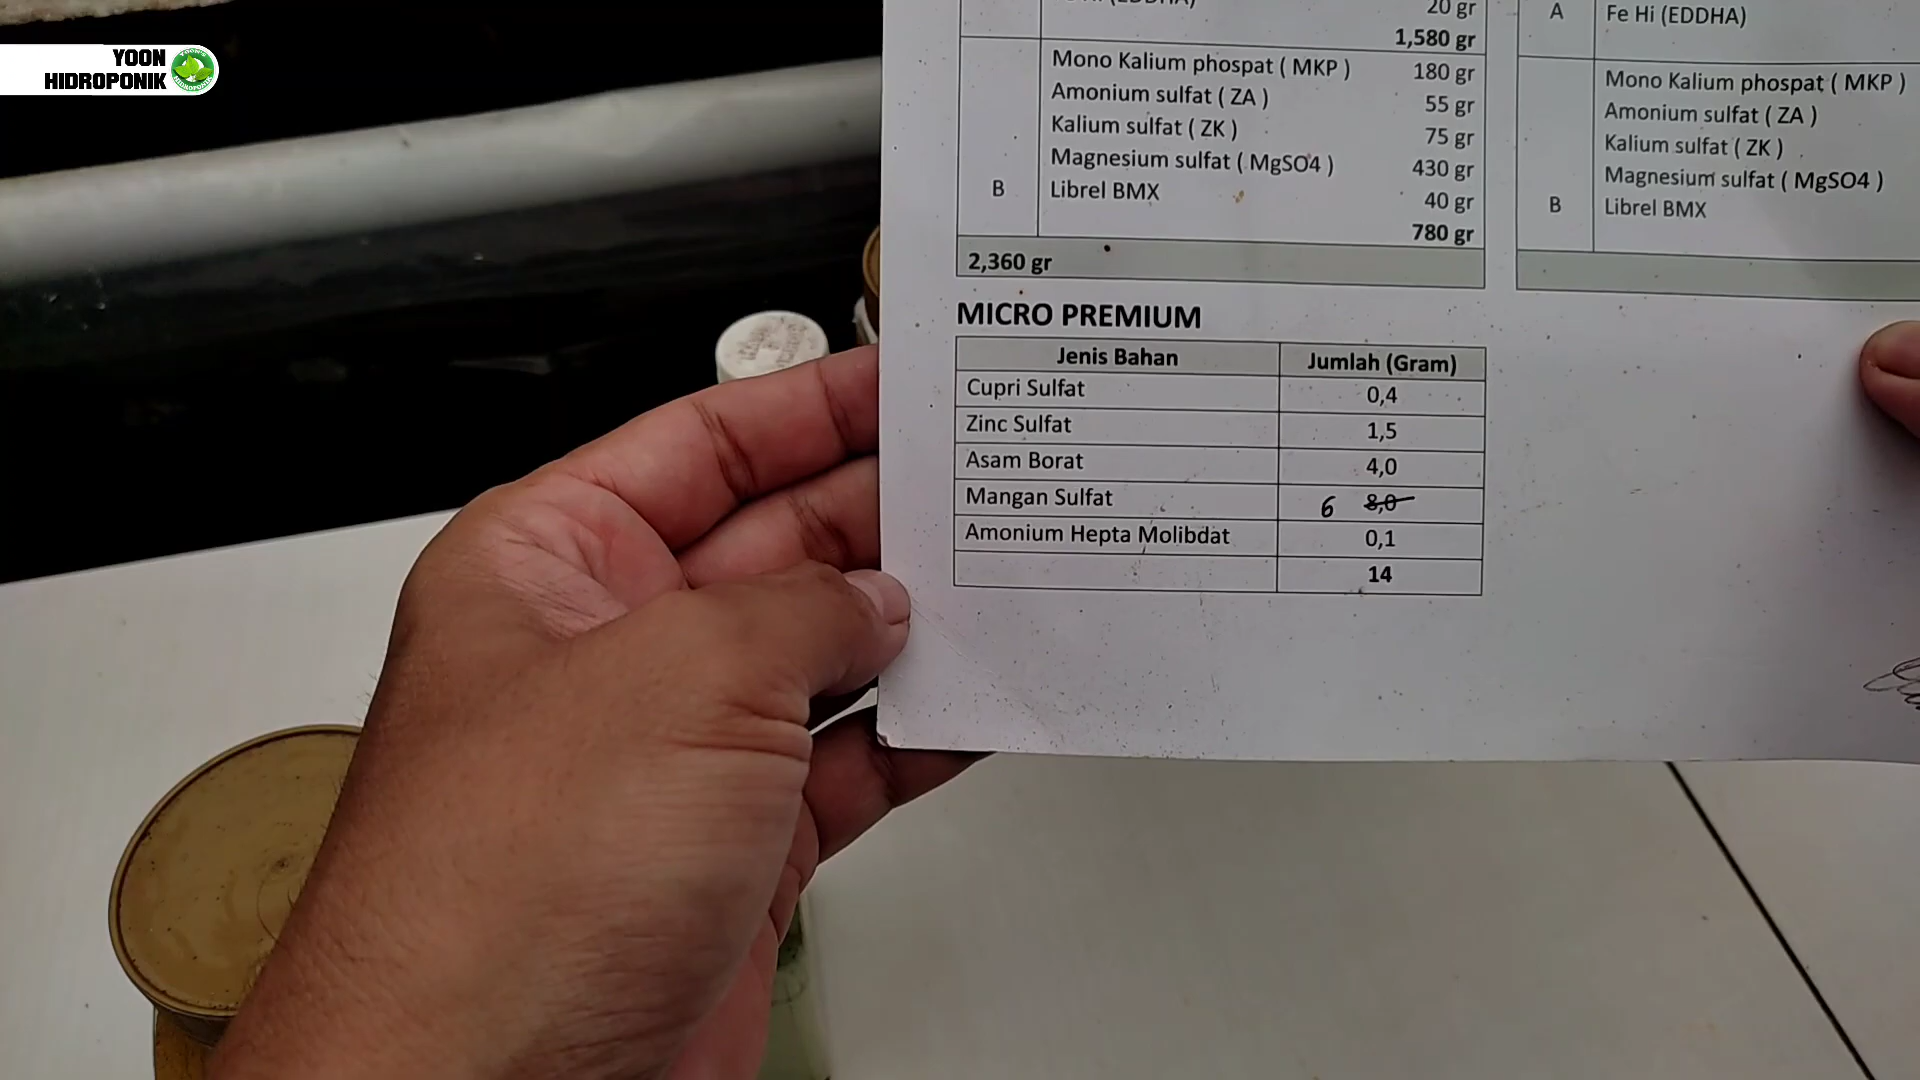 YOON
HIDROPONIK
20 gr
1,580 gr
Mono Kalium phospat ( MKP ) 180 gr
Amonium sulfat ( ZA ) 55 gr
Kalium sulfat ( ZK ) 75 gr
Magnesium sulfat ( MgSO4 ) 430 gr
B Librel BMX 40 gr
780 gr
2,360 gr
A Fe Hi (EDDHA)
Mono Kalium phospat ( MKP )
Amonium sulfat ( ZA )
Kalium sulfat ( ZK )
Magnesium sulfat ( MgSO4 )
B Librel BMX
MICRO PREMIUM
Jenis Bahan Jumlah (Gram)
Cupri Sulfat 0,4
Zinc Sulfat 1,5
Asam Borat 4,0
Mangan Sulfat 6 8,0
Amonium Hepta Molibdat 0,1
14